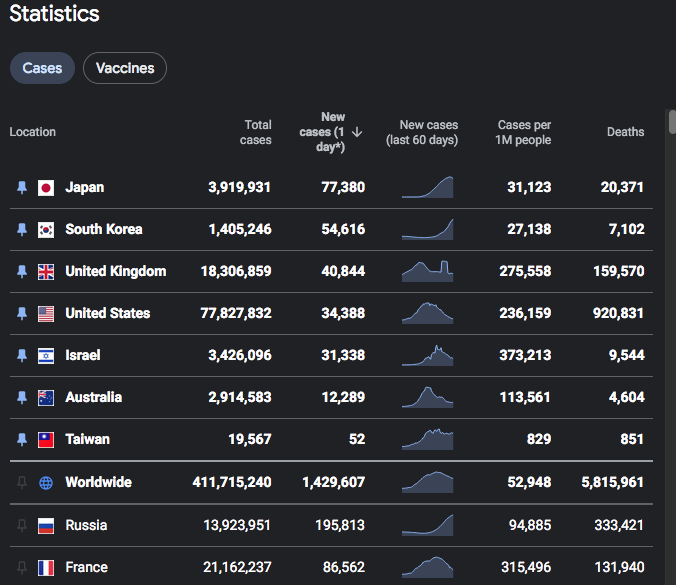 Statistics
Cases Vaccines
Location Total cases New cases (1 day*) ↓ New cases (last 60 days) Cases per 1M people Deaths
Japan 3,919,931 77,380 31,123 20,371
South Korea 1,405,246 54,616 27,138 7,102
United Kingdom 18,306,859 40,844 275,558 159,570
United States 77,827,832 34,388 236,159 920,831
Israel 3,426,096 31,338 373,213 9,544
Australia 2,914,583 12,289 113,561 4,604
Taiwan 19,567 52 829 851
Worldwide 411,715,240 1,429,607 52,948 5,815,961
Russia 13,923,951 195,813 94,885 333,421
France 21,162,237 86,562 315,496 131,940